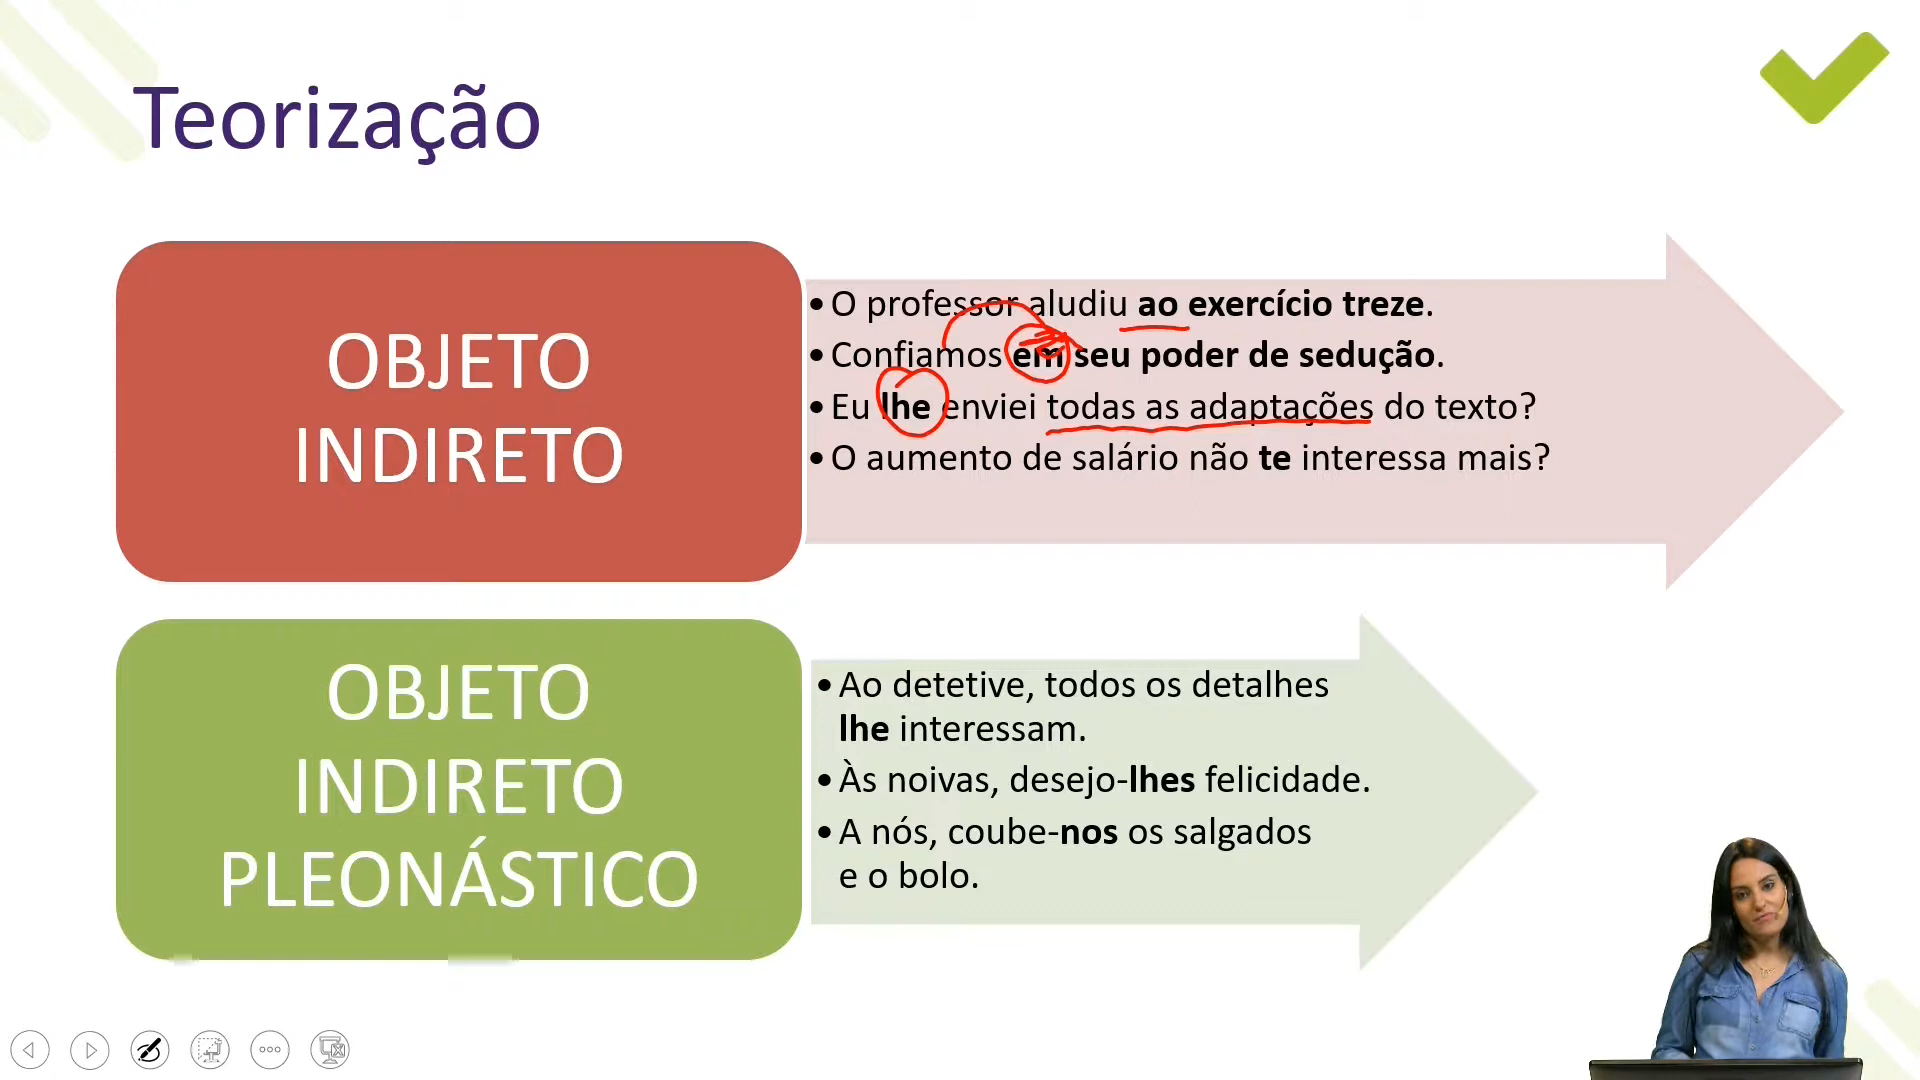 Teorização
OBJETO
INDIRETO
•O professor aludiu ao exercício treze.
•Confiamos em seu poder de sedução.
•Eu lhe enviei todas as adaptações do texto?
•O aumento de salário não te interessa mais?
OBJETO
INDIRETO
PLEONÁSTICO
•Ao detetive, todos os detalhes
lhe interessam.
•Às noivas, desejo-lhes felicidade.
•A nós, coube-nos os salgados
e o bolo.